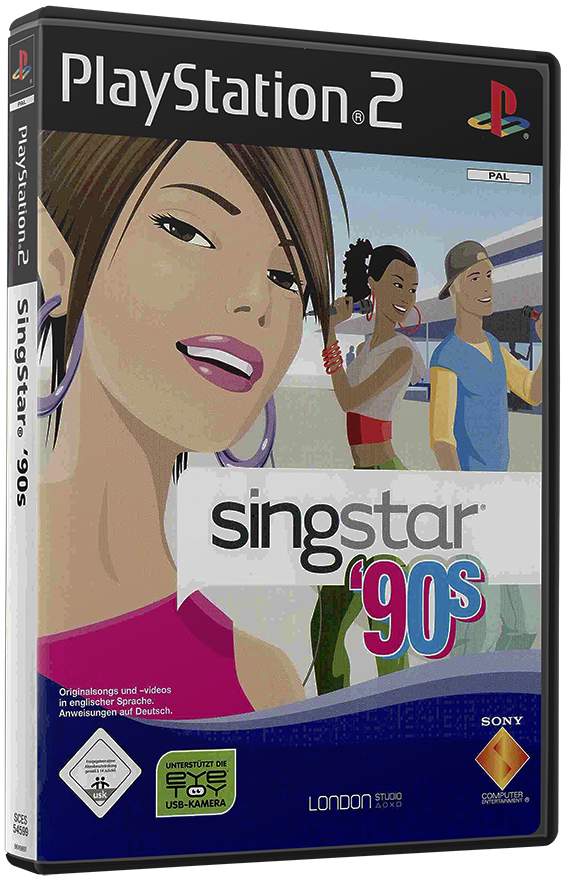 PlayStation®2
PAL
PAL
PlayStation®2
SingStar® '90s
singstar®
'90s
Originalsongs und –videos
in englischer Sprache.
Anweisungen auf Deutsch.
usk
UNTERSTÜTZT DIE
EYE
TOY
USB-KAMERA
LONDON STUDIO
SONY
COMPUTER
ENTERTAINMENT®
SCES
54599